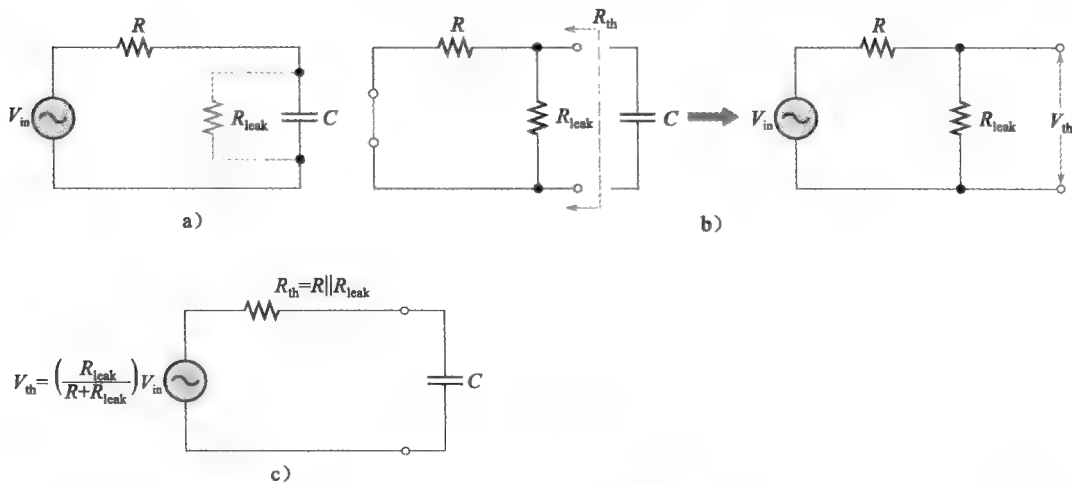 R
V_in
R_leak
C
a)
R
R_th
R_leak
C
b)
R
V_in
R_leak
V_th
R_th=R||R_leak
V_th=(R_leak/(R+R_leak))V_in
C
c)